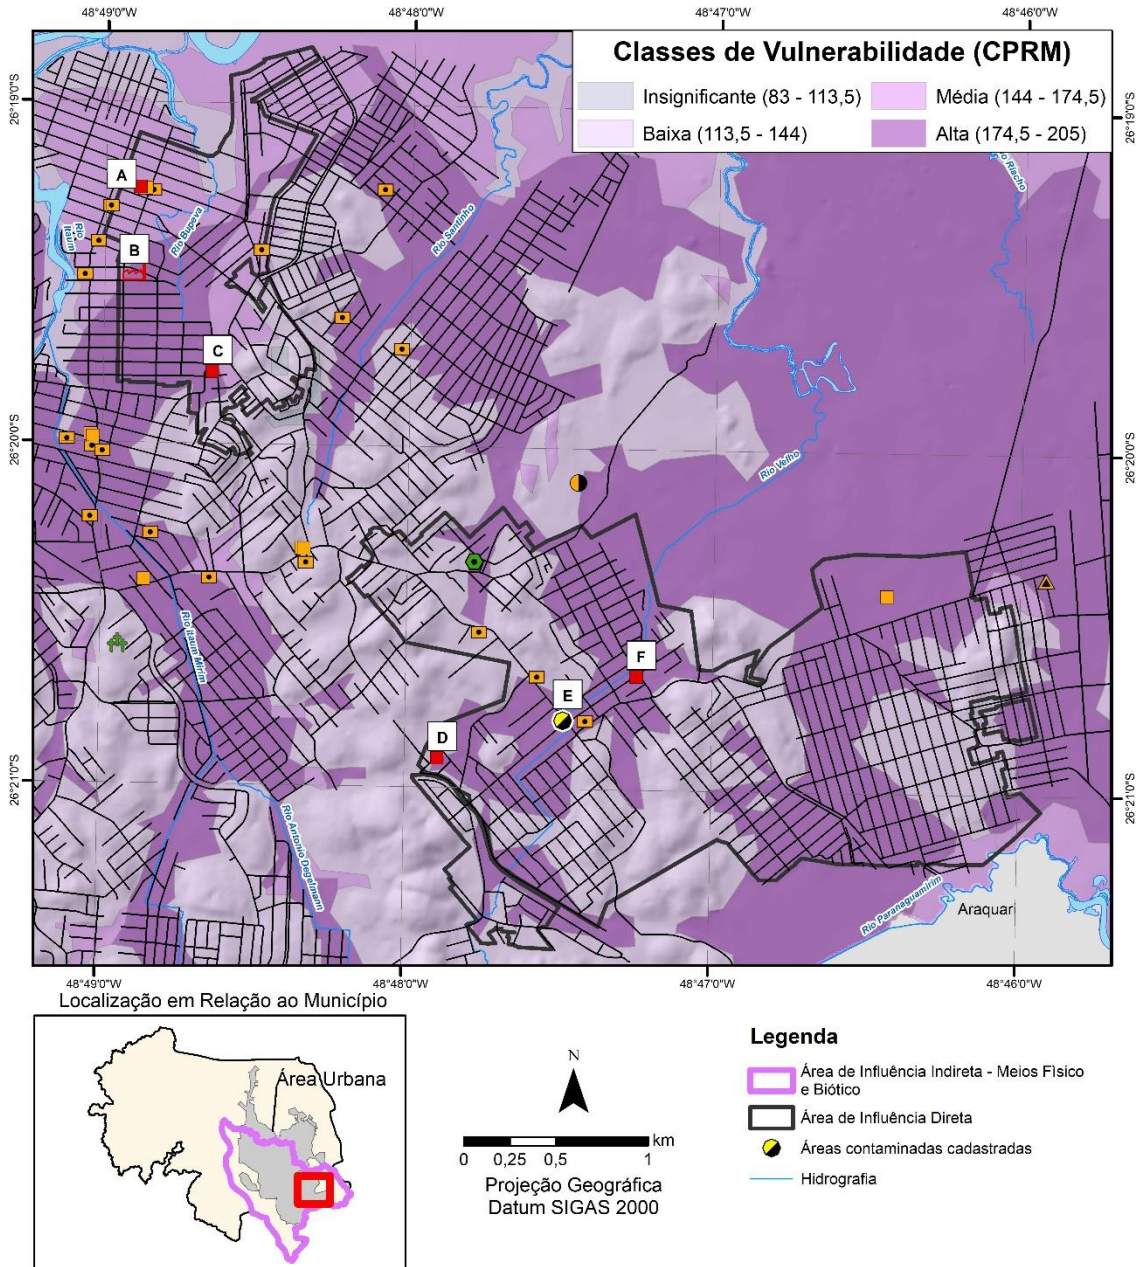 48°49'0"W
48°48'0"W
48°47'0"W
48°46'0"W
Classes de Vulnerabilidade (CPRM)
Insignificante (83 - 113,5)
Média (144 - 174,5)
Baixa (113,5 - 144)
Alta (174,5 - 205)
26°19'0"S
26°19'0"S
Rio Riacho
A
Rio Itaum
B
Rio Bupeva
Rio Santinho
C
26°20'0"S
26°20'0"S
Rio Velho
Rio Itaum Mirim
F
E
D
26°21'0"S
26°21'0"S
Rio Antonio Degelmann
Rio Paranaguamirim
Araquari
48°49'0"W
48°48'0"W
48°47'0"W
48°46'0"W
Localização em Relação ao Município
Área Urbana
N
km
0 0,25 0,5 1
Projeção Geográfica
Datum SIGAS 2000
Legenda
Área de Influência Indireta - Meios Físico
e Biótico
Área de Influência Direta
Áreas contaminadas cadastradas
Hidrografia